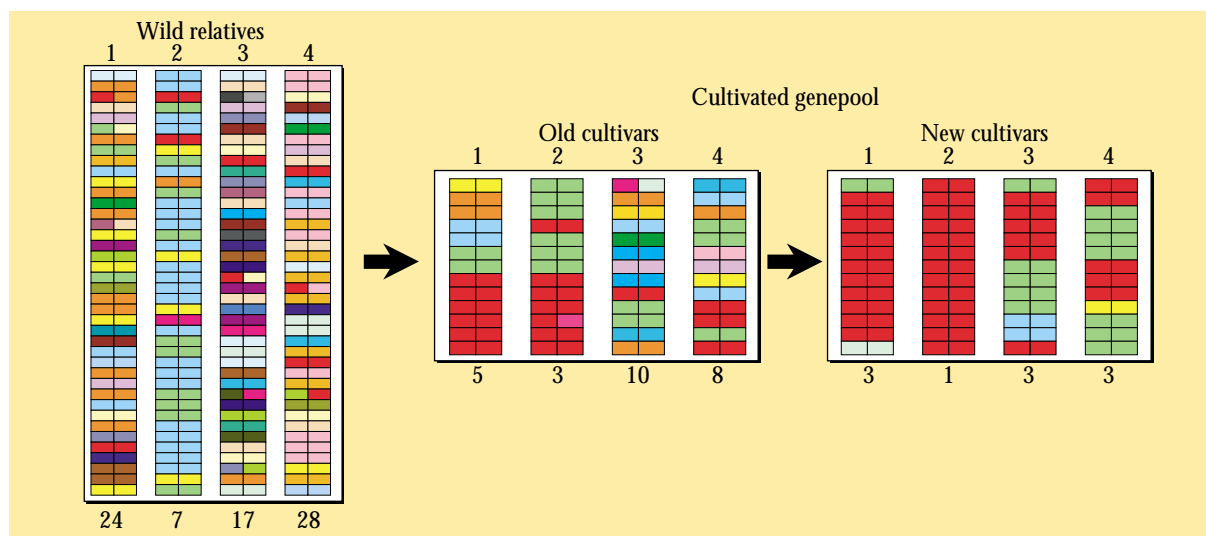 Wild relatives
1 2 3 4
24 7 17 28
Cultivated genepool
Old cultivars
1 2 3 4
5 3 10 8
New cultivars
1 2 3 4
3 1 3 3